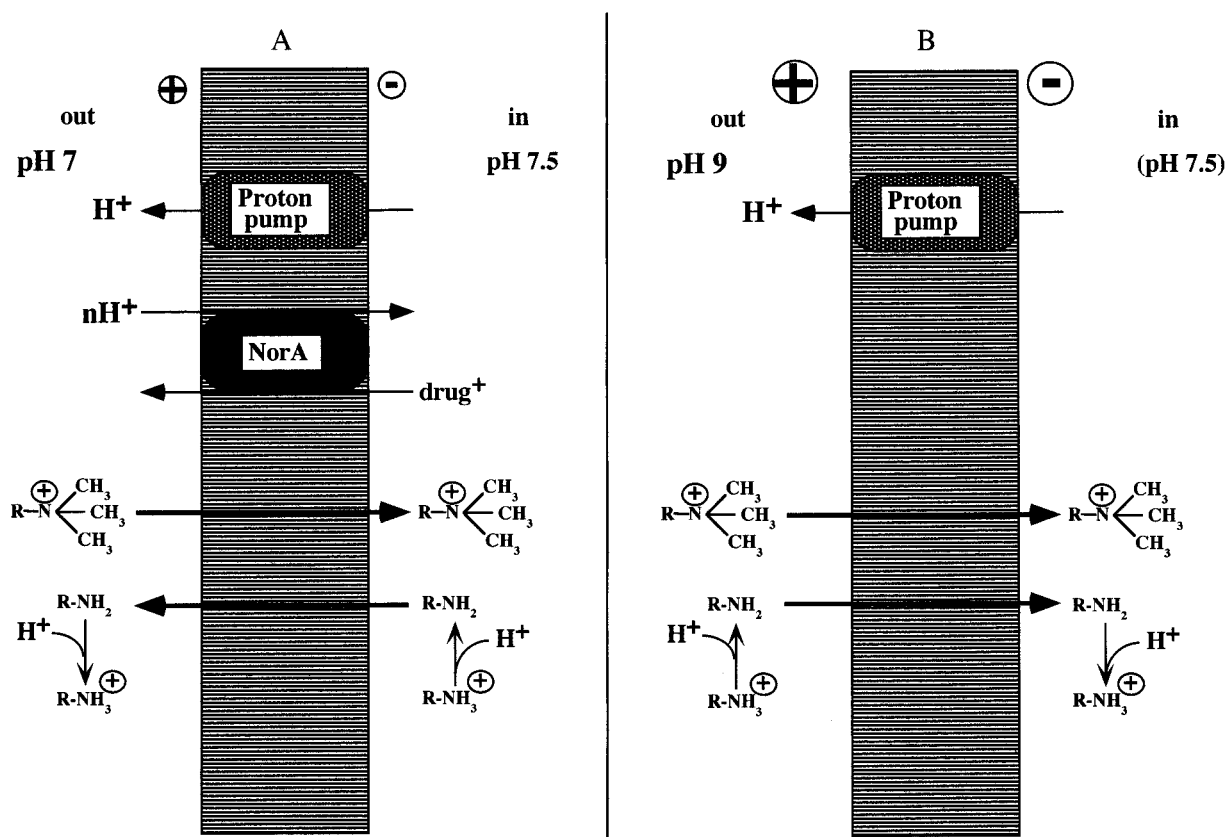 A
+
-
out
in
pH 7
pH 7.5
H+
Proton
pump
nH+
NorA
drug+
+
R-N
CH3
CH3
CH3
+
R-N
CH3
CH3
CH3
R-NH2
R-NH2
H+
H+
R-NH3 +
R-NH3 +
B
+
-
out
in
pH 9
(pH 7.5)
H+
Proton
pump
+
R-N
CH3
CH3
CH3
+
R-N
CH3
CH3
CH3
R-NH2
R-NH2
H+
H+
R-NH3 +
R-NH3 +